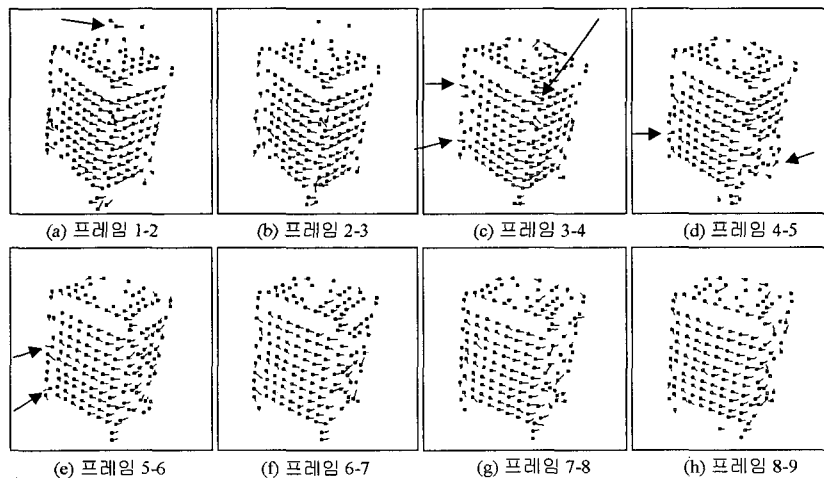 (a) 프레임 1-2
(b) 프레임 2-3
(c) 프레임 3-4
(d) 프레임 4-5
(e) 프레임 5-6
(f) 프레임 6-7
(g) 프레임 7-8
(h) 프레임 8-9